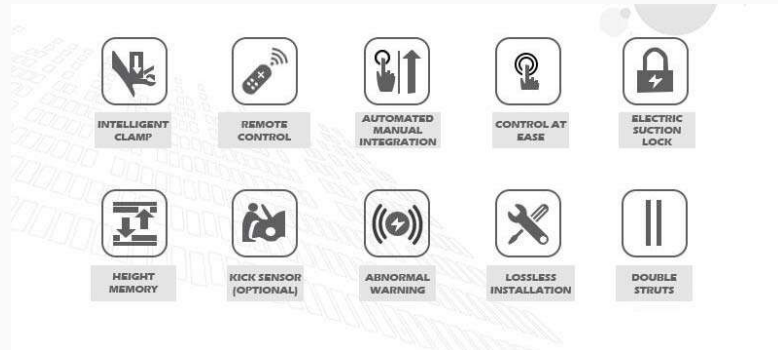 INTELLIGENT
CLAMP
REMOTE
CONTROL
AUTOMATED
MANUAL
INTEGRATION
CONTROL AT
EASE
ELECTRIC
SUCTION
LOCK
HEIGHT
MEMORY
KICK SENSOR
(OPTIONAL)
ABNORMAL
WARNING
LOSSLESS
INSTALLATION
DOUBLE
STRUTS